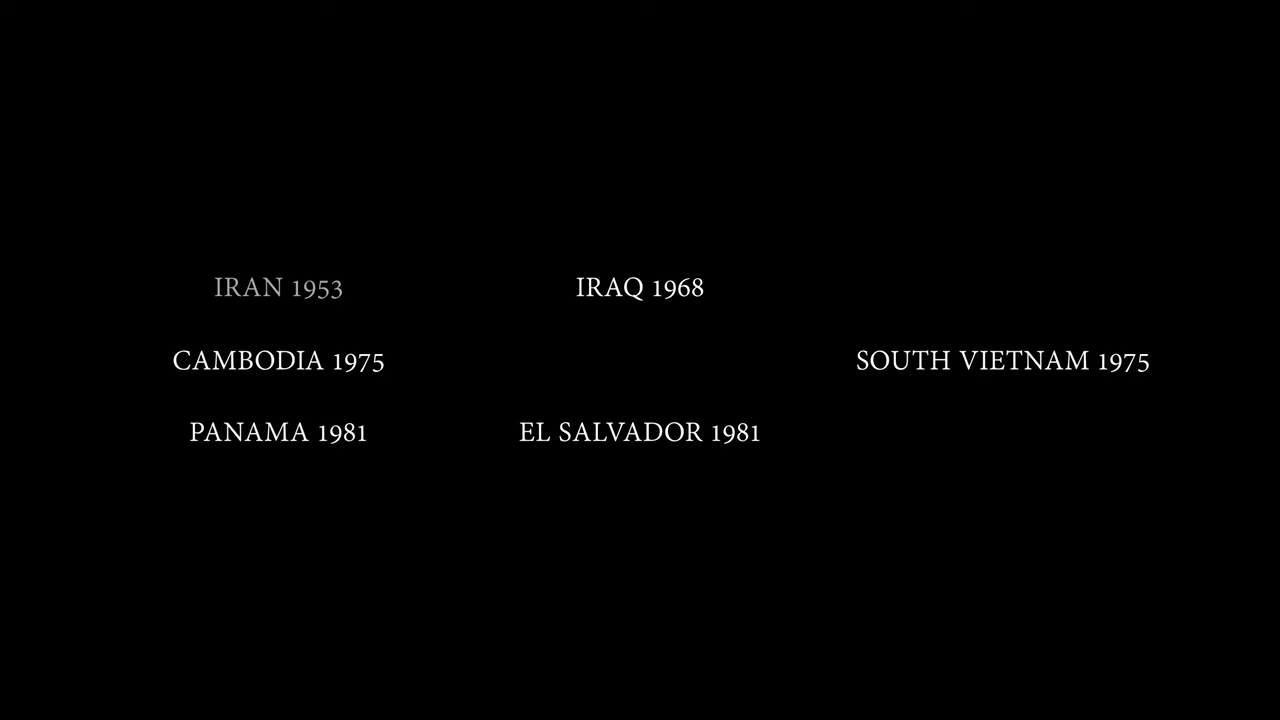 IRAN 1953 IRAQ 1968
CAMBODIA 1975 SOUTH VIETNAM 1975
PANAMA 1981 EL SALVADOR 1981